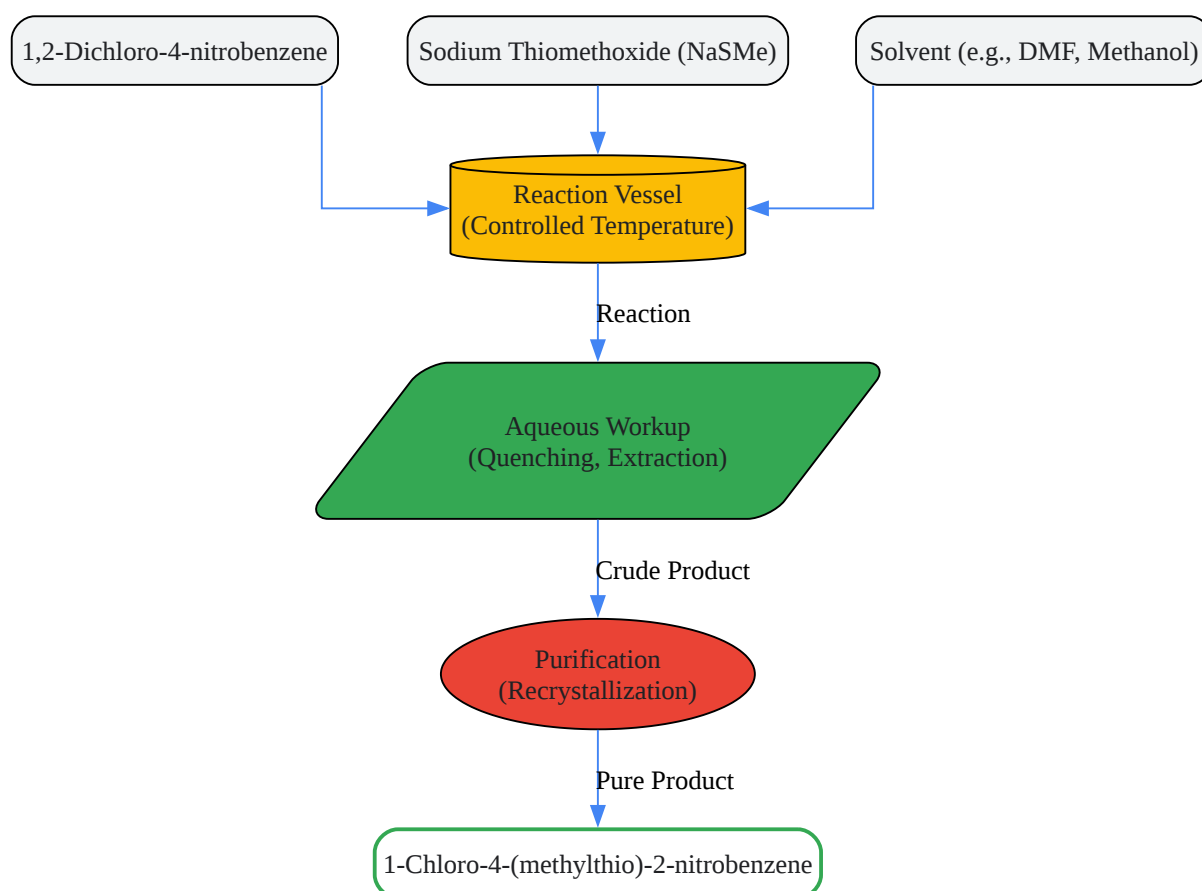 1,2-Dichloro-4-nitrobenzene
Sodium Thiomethoxide (NaSMe)
Solvent (e.g., DMF, Methanol)
Reaction Vessel
(Controlled Temperature)
Reaction
Aqueous Workup
(Quenching, Extraction)
Crude Product
Purification
(Recrystallization)
Pure Product
1-Chloro-4-(methylthio)-2-nitrobenzene